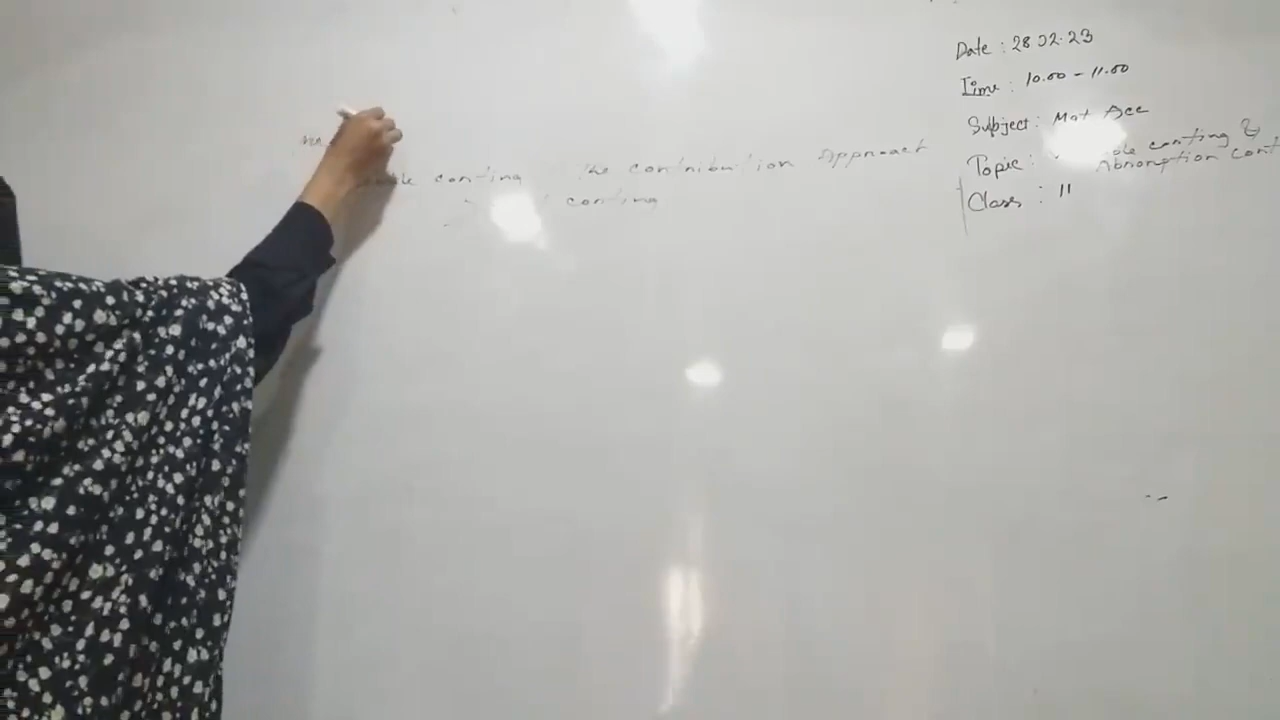 Date : 28.02.23
Time : 10.00 - 11.00
Subject : Mat Acc
Topic : costing &
Absorption Cost
Class : 11
costing The contribution Approach
costing